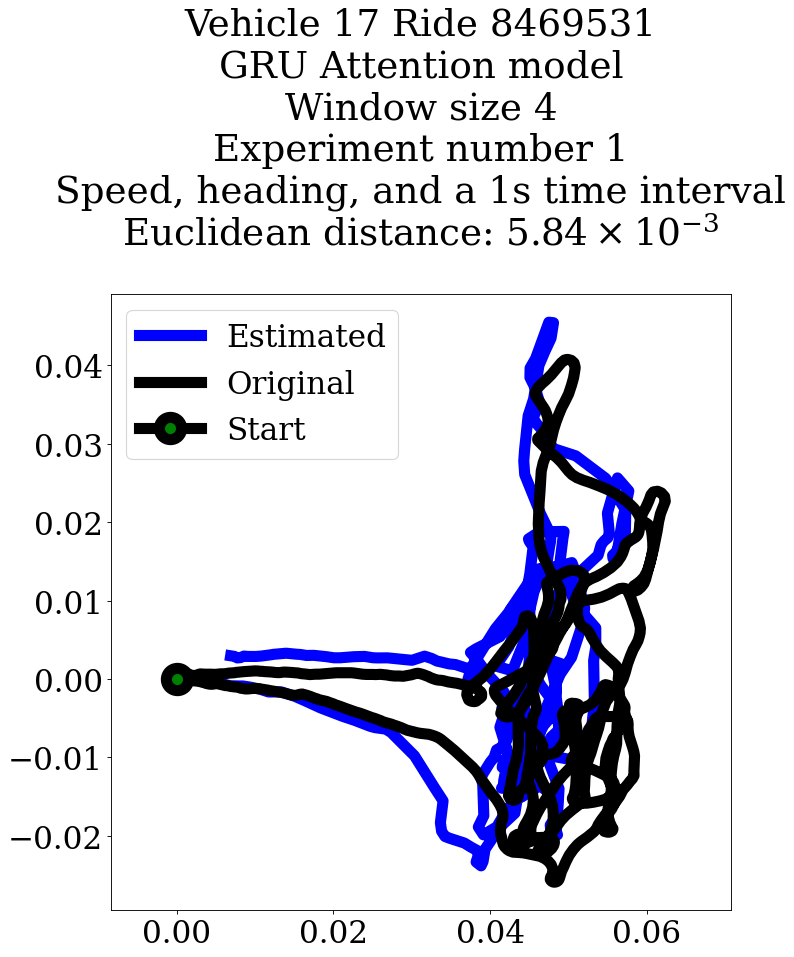 Vehicle 17 Ride 8469531
GRU Attention model
Window size 4
Experiment number 1
Speed, heading, and a 1s time interval
Euclidean distance: 5.84 × 10⁻³
Estimated
Original
Start
0.04
0.03
0.02
0.01
0.00
−0.01
−0.02
0.00 0.02 0.04 0.06